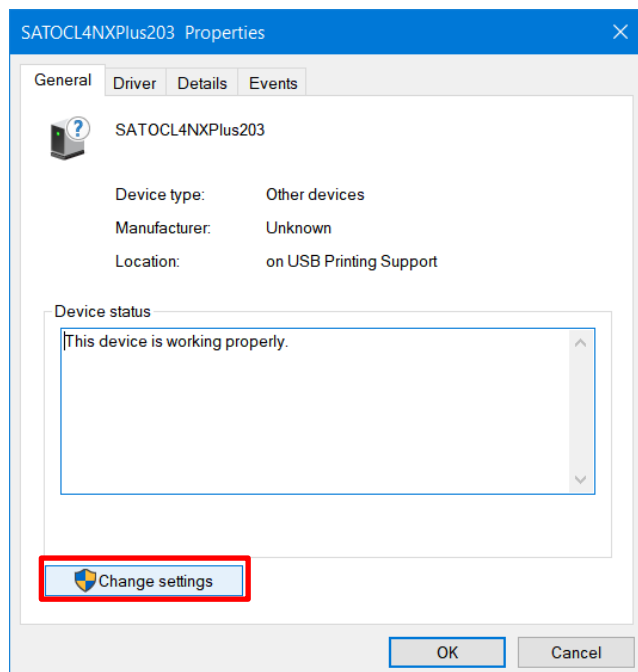 SATOCL4NXPlus203 Properties
General Driver Details Events
SATOCL4NXPlus203
Device type: Other devices
Manufacturer: Unknown
Location: on USB Printing Support
Device status
This device is working properly.
Change settings
OK Cancel